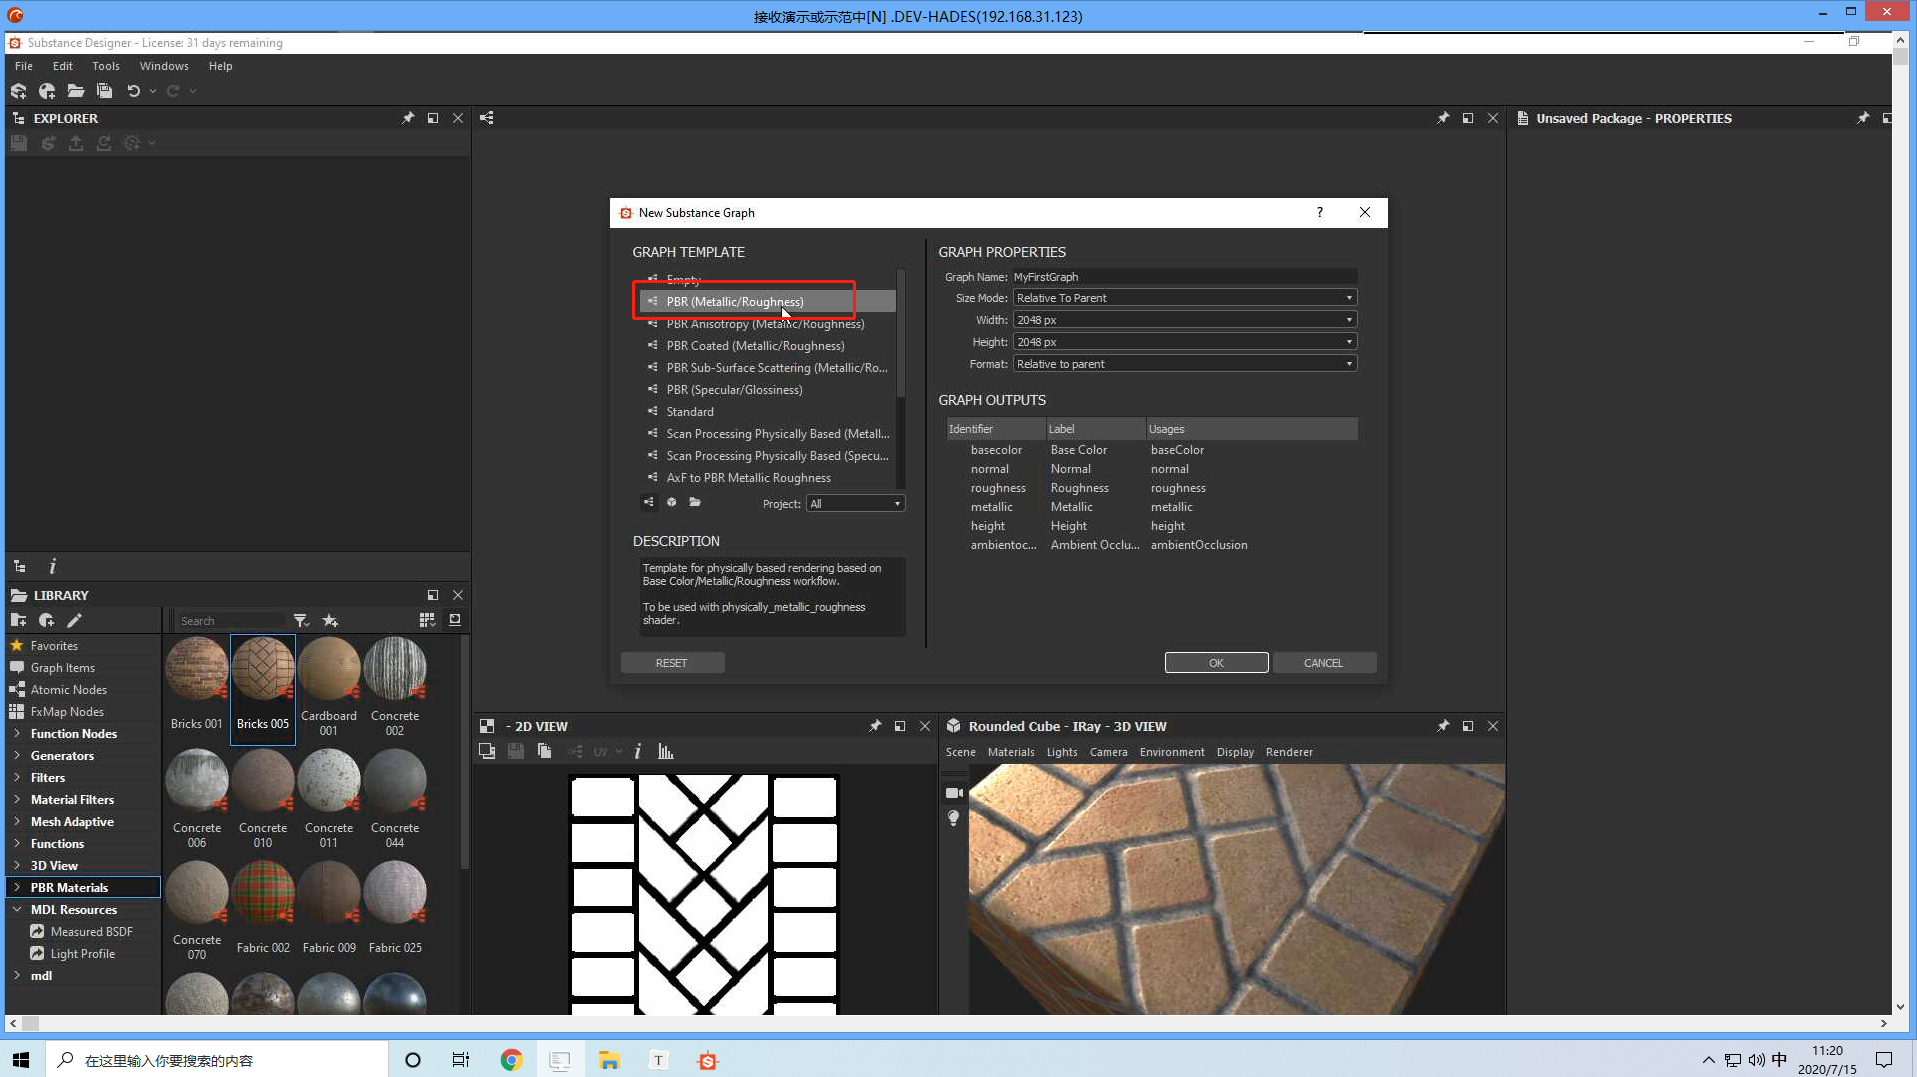 接收演示或示范中[N] .DEV-HADES(192.168.31.123)
Substance Designer - License: 31 days remaining
File Edit Tools Windows Help
EXPLORER
Unsaved Package - PROPERTIES
New Substance Graph
GRAPH TEMPLATE
Empty
PBR (Metallic/Roughness)
PBR Anisotropy (Metallic/Roughness)
PBR Coated (Metallic/Roughness)
PBR Sub-Surface Scattering (Metallic/Ro...
PBR (Specular/Glossiness)
Standard
Scan Processing Physically Based (Metall...
Scan Processing Physically Based (Specu...
AxF to PBR Metallic Roughness
Project: All
DESCRIPTION
Template for physically based rendering based on
Base Color/Metallic/Roughness workflow.
To be used with physically_metallic_roughness
shader.
RESET
GRAPH PROPERTIES
Graph Name: MyFirstGraph
Size Mode: Relative To Parent
Width: 2048 px
Height: 2048 px
Format: Relative to parent
GRAPH OUTPUTS
Identifier Label Usages
basecolor Base Color baseColor
normal Normal normal
roughness Roughness roughness
metallic Metallic metallic
height Height height
ambientoc... Ambient Occlu... ambientOcclusion
OK CANCEL
LIBRARY
Search
Favorites
Graph Items
Atomic Nodes
FxMap Nodes
Function Nodes
Generators
Filters
Material Filters
Mesh Adaptive
Functions
3D View
PBR Materials
MDL Resources
Measured BSDF
Light Profile
mdl
Bricks 001
Bricks 005
Cardboard 001
Concrete 002
Concrete 006
Concrete 010
Concrete 011
Concrete 044
Concrete 070
Fabric 002
Fabric 009
Fabric 025
- 2D VIEW
UV
Rounded Cube - IRay - 3D VIEW
Scene Materials Lights Camera Environment Display Renderer
在这里输入你要搜索的内容
T
中
11:20
2020/7/15